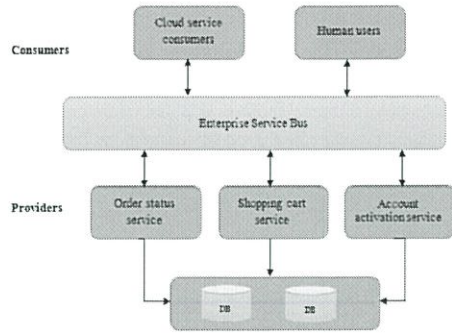 Cloud service
consumers
Human users
Consumers
Enterprise Service Bus
Providers
Order status
service
Shopping cart
service
Account
activation service
DB
DB